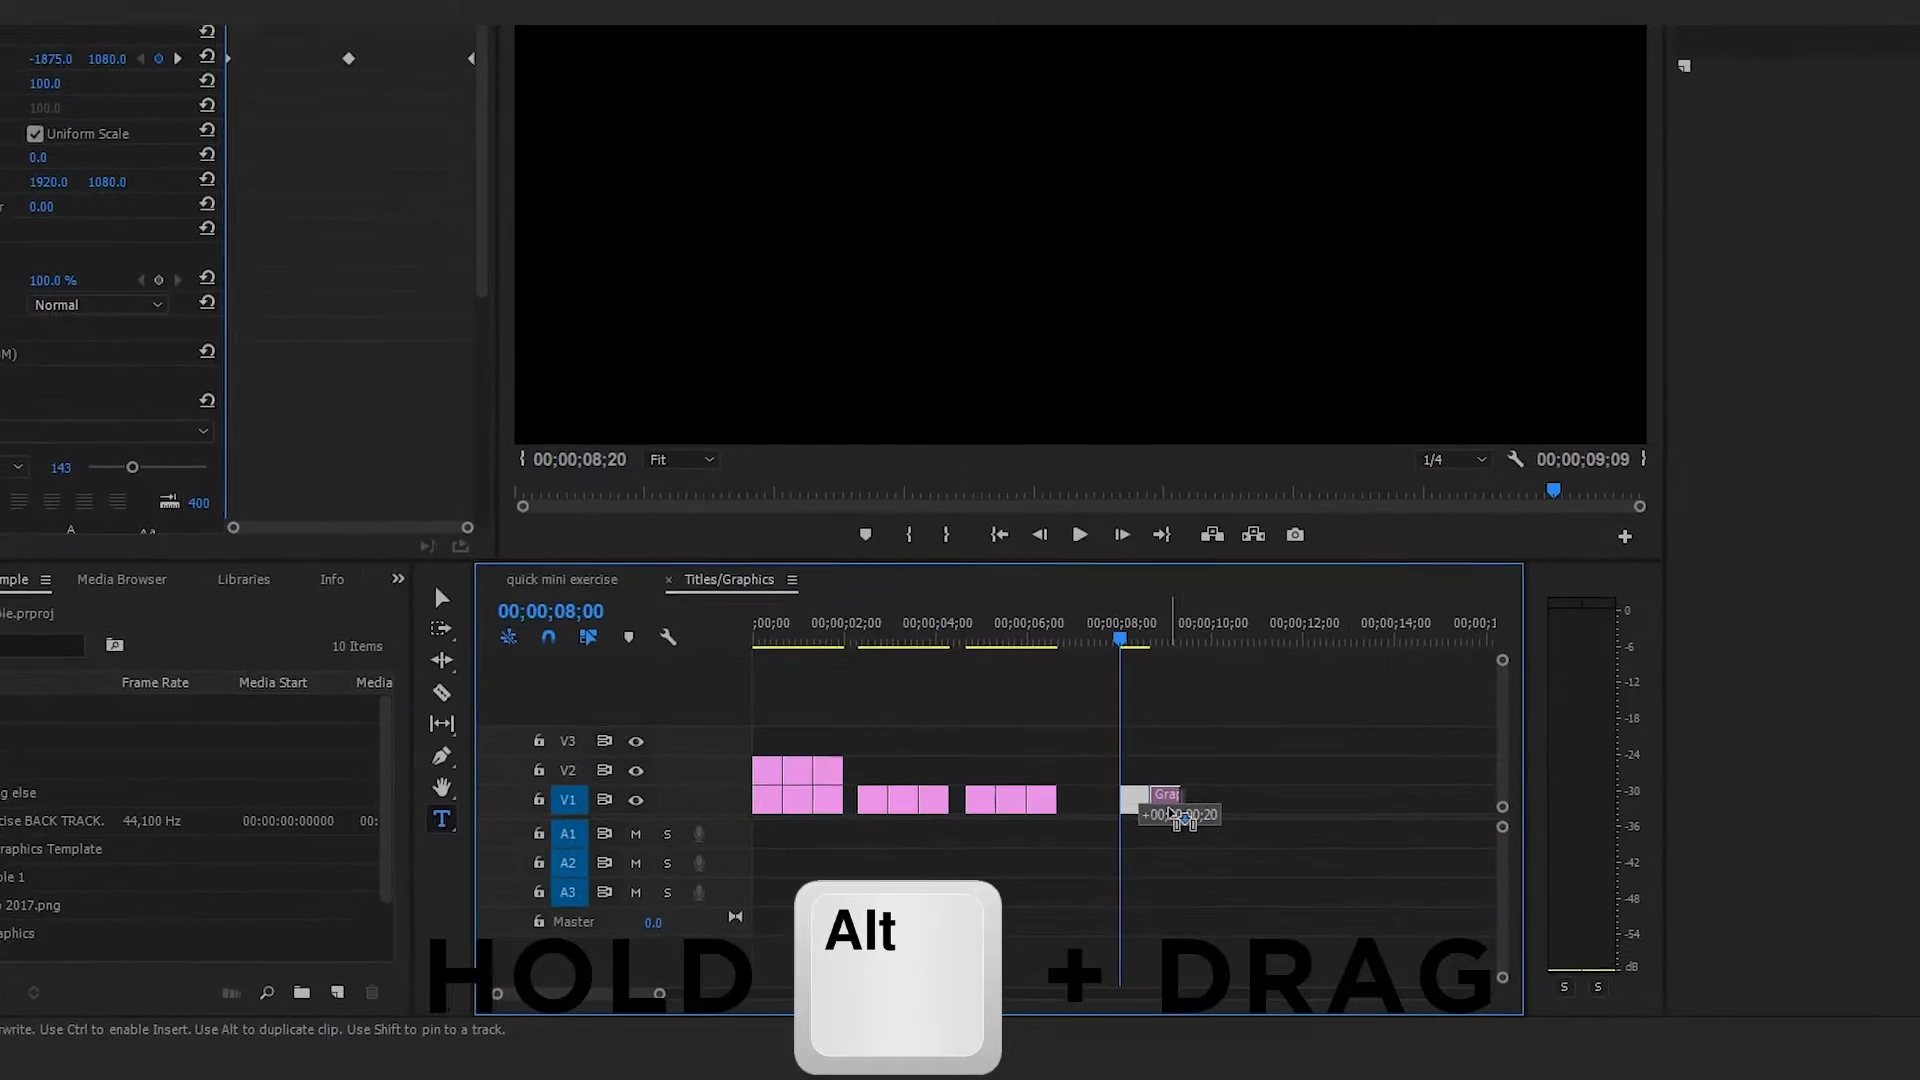 -1875.0 1080.0
100.0
100.0
Uniform Scale
0.0
1920.0 1080.0
r 0.00
100.0 %
Normal
M)
143
400
00;00;08;20 Fit 1/4 00;00;09;09
mple Media Browser Libraries Info
le.prproj
10 Items
Frame Rate Media Start Media
g else
cise BACK TRACK. 44,100 Hz 00:00:00:00000 00:
raphics Template
ple 1
o 2017.png
aphics
quick mini exercise × Titles/Graphics
00;00;08;00
;00;00 00;00;02;00 00;00;04;00 00;00;06;00 00;00;08;00 00;00;10;00 00;00;12;00 00;00;14;00 00;00;1
V3
V2
V1
Grap
A1 M S
A2 M S
A3 M S
Master 0.0
0
-6
-12
-18
-24
-30
-36
-42
-48
-54
dB
S S
HOLD Alt + DRAG
rwrite. Use Ctrl to enable Insert. Use Alt to duplicate clip. Use Shift to pin to a track.